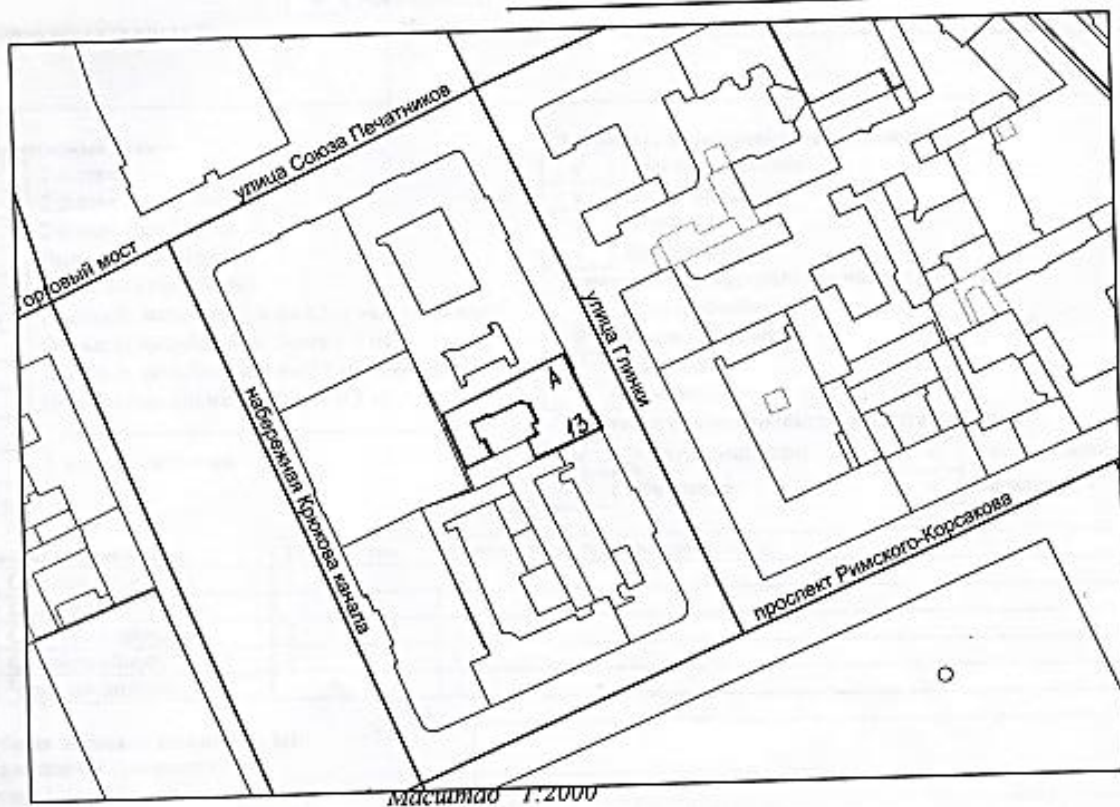 улица Союза Печатников
Торговый мост
улица Глинки
А
13
набережная Крюкова канала
проспект Римского-Корсакова
Масштаб 1:2000